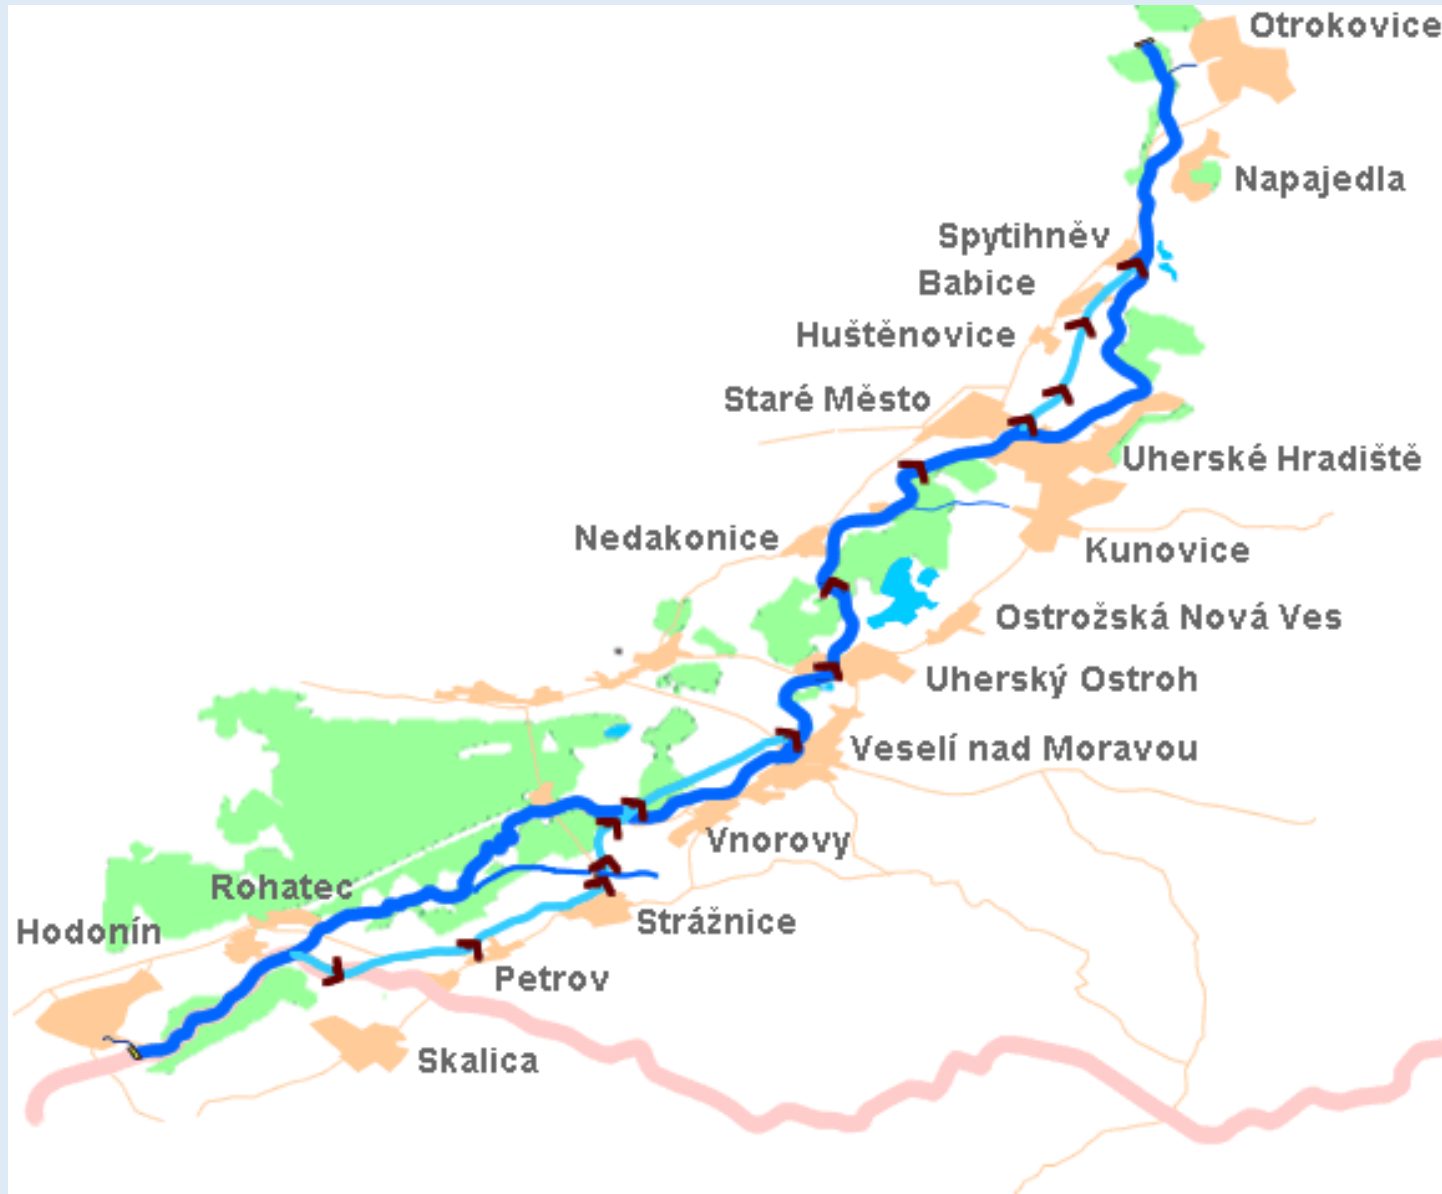 Otrokovice
Napajedla
Spytihněv
Babice
Huštěnovice
Staré Město
Uherské Hradiště
Nedakonice
Kunovice
Ostrožská Nová Ves
Uherský Ostroh
Veselí nad Moravou
Vnorovy
Rohatec
Strážnice
Hodonín
Petrov
Skalica